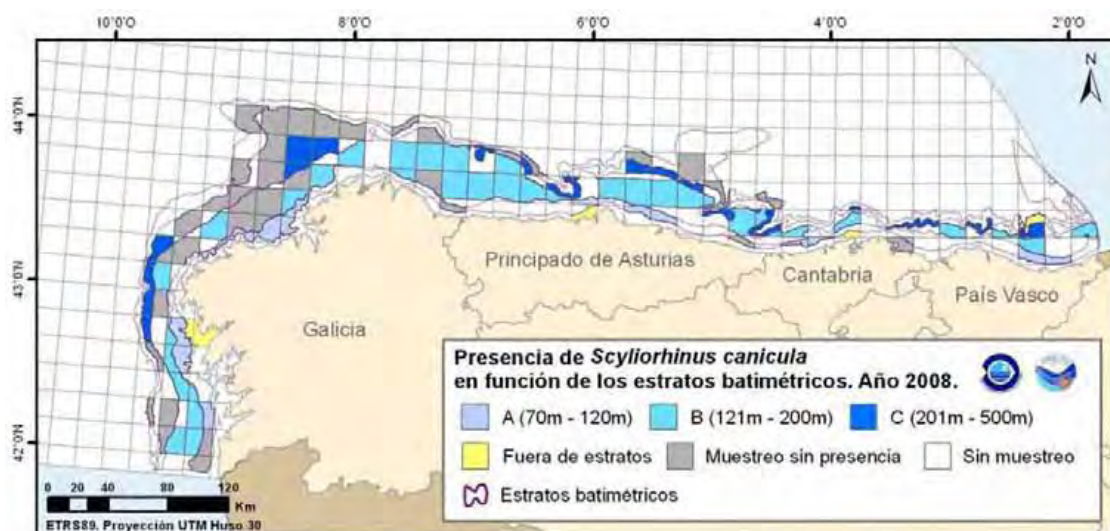 10°0'O 8°0'O 6°0'O 4°0'O 2°0'O
N
44°0'N
43°0'N
42°0'N
Principado de Asturias
Cantabria
País Vasco
Galicia
Presencia de Scyliorhinus canicula
en función de los estratos batimétricos. Año 2008.
A (70m - 120m) B (121m - 200m) C (201m - 500m)
Fuera de estratos Muestreo sin presencia Sin muestreo
Estratos batimétricos
0 20 40 80 120
Km
ETRS89. Proyección UTM Huso 30